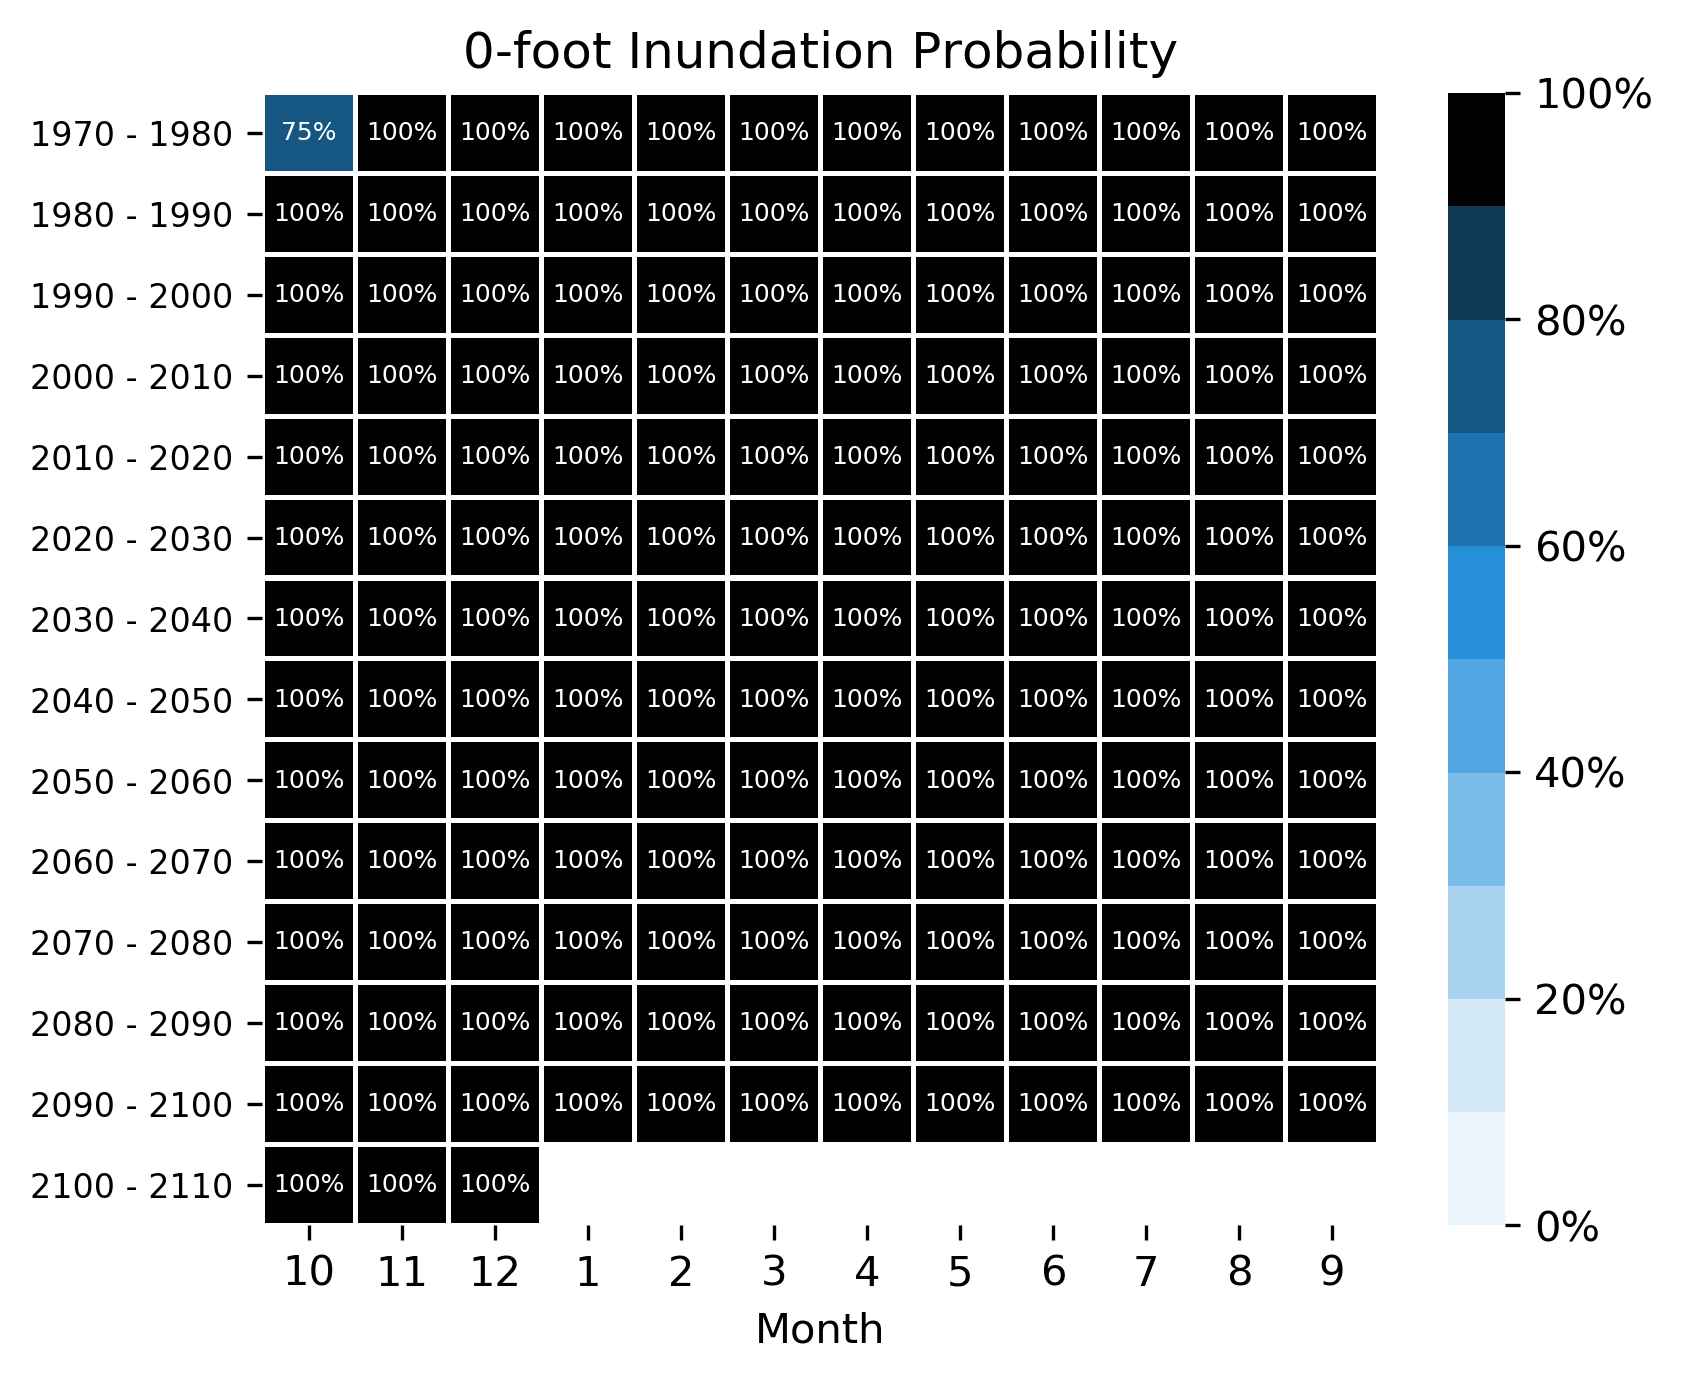 0-foot Inundation Probability
1970 - 1980 75% 100% 100% 100% 100% 100% 100% 100% 100% 100% 100% 100%
1980 - 1990 100% 100% 100% 100% 100% 100% 100% 100% 100% 100% 100% 100%
1990 - 2000 100% 100% 100% 100% 100% 100% 100% 100% 100% 100% 100% 100%
2000 - 2010 100% 100% 100% 100% 100% 100% 100% 100% 100% 100% 100% 100%
2010 - 2020 100% 100% 100% 100% 100% 100% 100% 100% 100% 100% 100% 100%
2020 - 2030 100% 100% 100% 100% 100% 100% 100% 100% 100% 100% 100% 100%
2030 - 2040 100% 100% 100% 100% 100% 100% 100% 100% 100% 100% 100% 100%
2040 - 2050 100% 100% 100% 100% 100% 100% 100% 100% 100% 100% 100% 100%
2050 - 2060 100% 100% 100% 100% 100% 100% 100% 100% 100% 100% 100% 100%
2060 - 2070 100% 100% 100% 100% 100% 100% 100% 100% 100% 100% 100% 100%
2070 - 2080 100% 100% 100% 100% 100% 100% 100% 100% 100% 100% 100% 100%
2080 - 2090 100% 100% 100% 100% 100% 100% 100% 100% 100% 100% 100% 100%
2090 - 2100 100% 100% 100% 100% 100% 100% 100% 100% 100% 100% 100% 100%
2100 - 2110 100% 100% 100%
10 11 12 1 2 3 4 5 6 7 8 9
Month
100%
80%
60%
40%
20%
0%